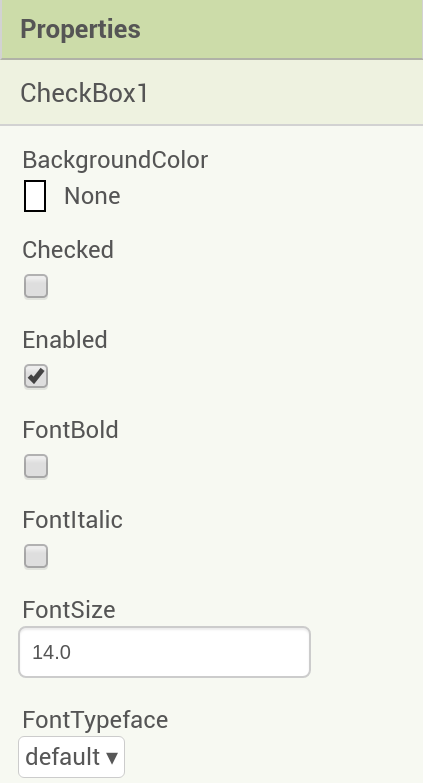 Properties
CheckBox1
BackgroundColor
None
Checked
Enabled
FontBold
FontItalic
FontSize
14.0
FontTypeface
default ▾